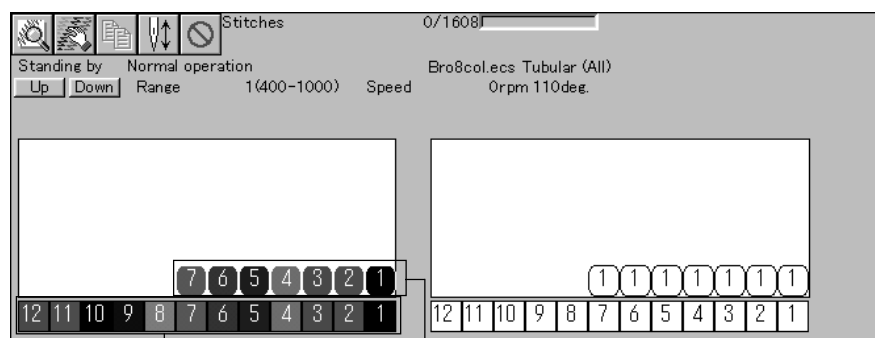 Stitches 0/1608
Standing by Normal operation Bro8col.ecs Tubular (All)
Up Down Range 1(400-1000) Speed 0rpm 110deg.
7 6 5 4 3 2 1 1 1 1 1 1 1 1
12 11 10 9 8 7 6 5 4 3 2 1 12 11 10 9 8 7 6 5 4 3 2 1